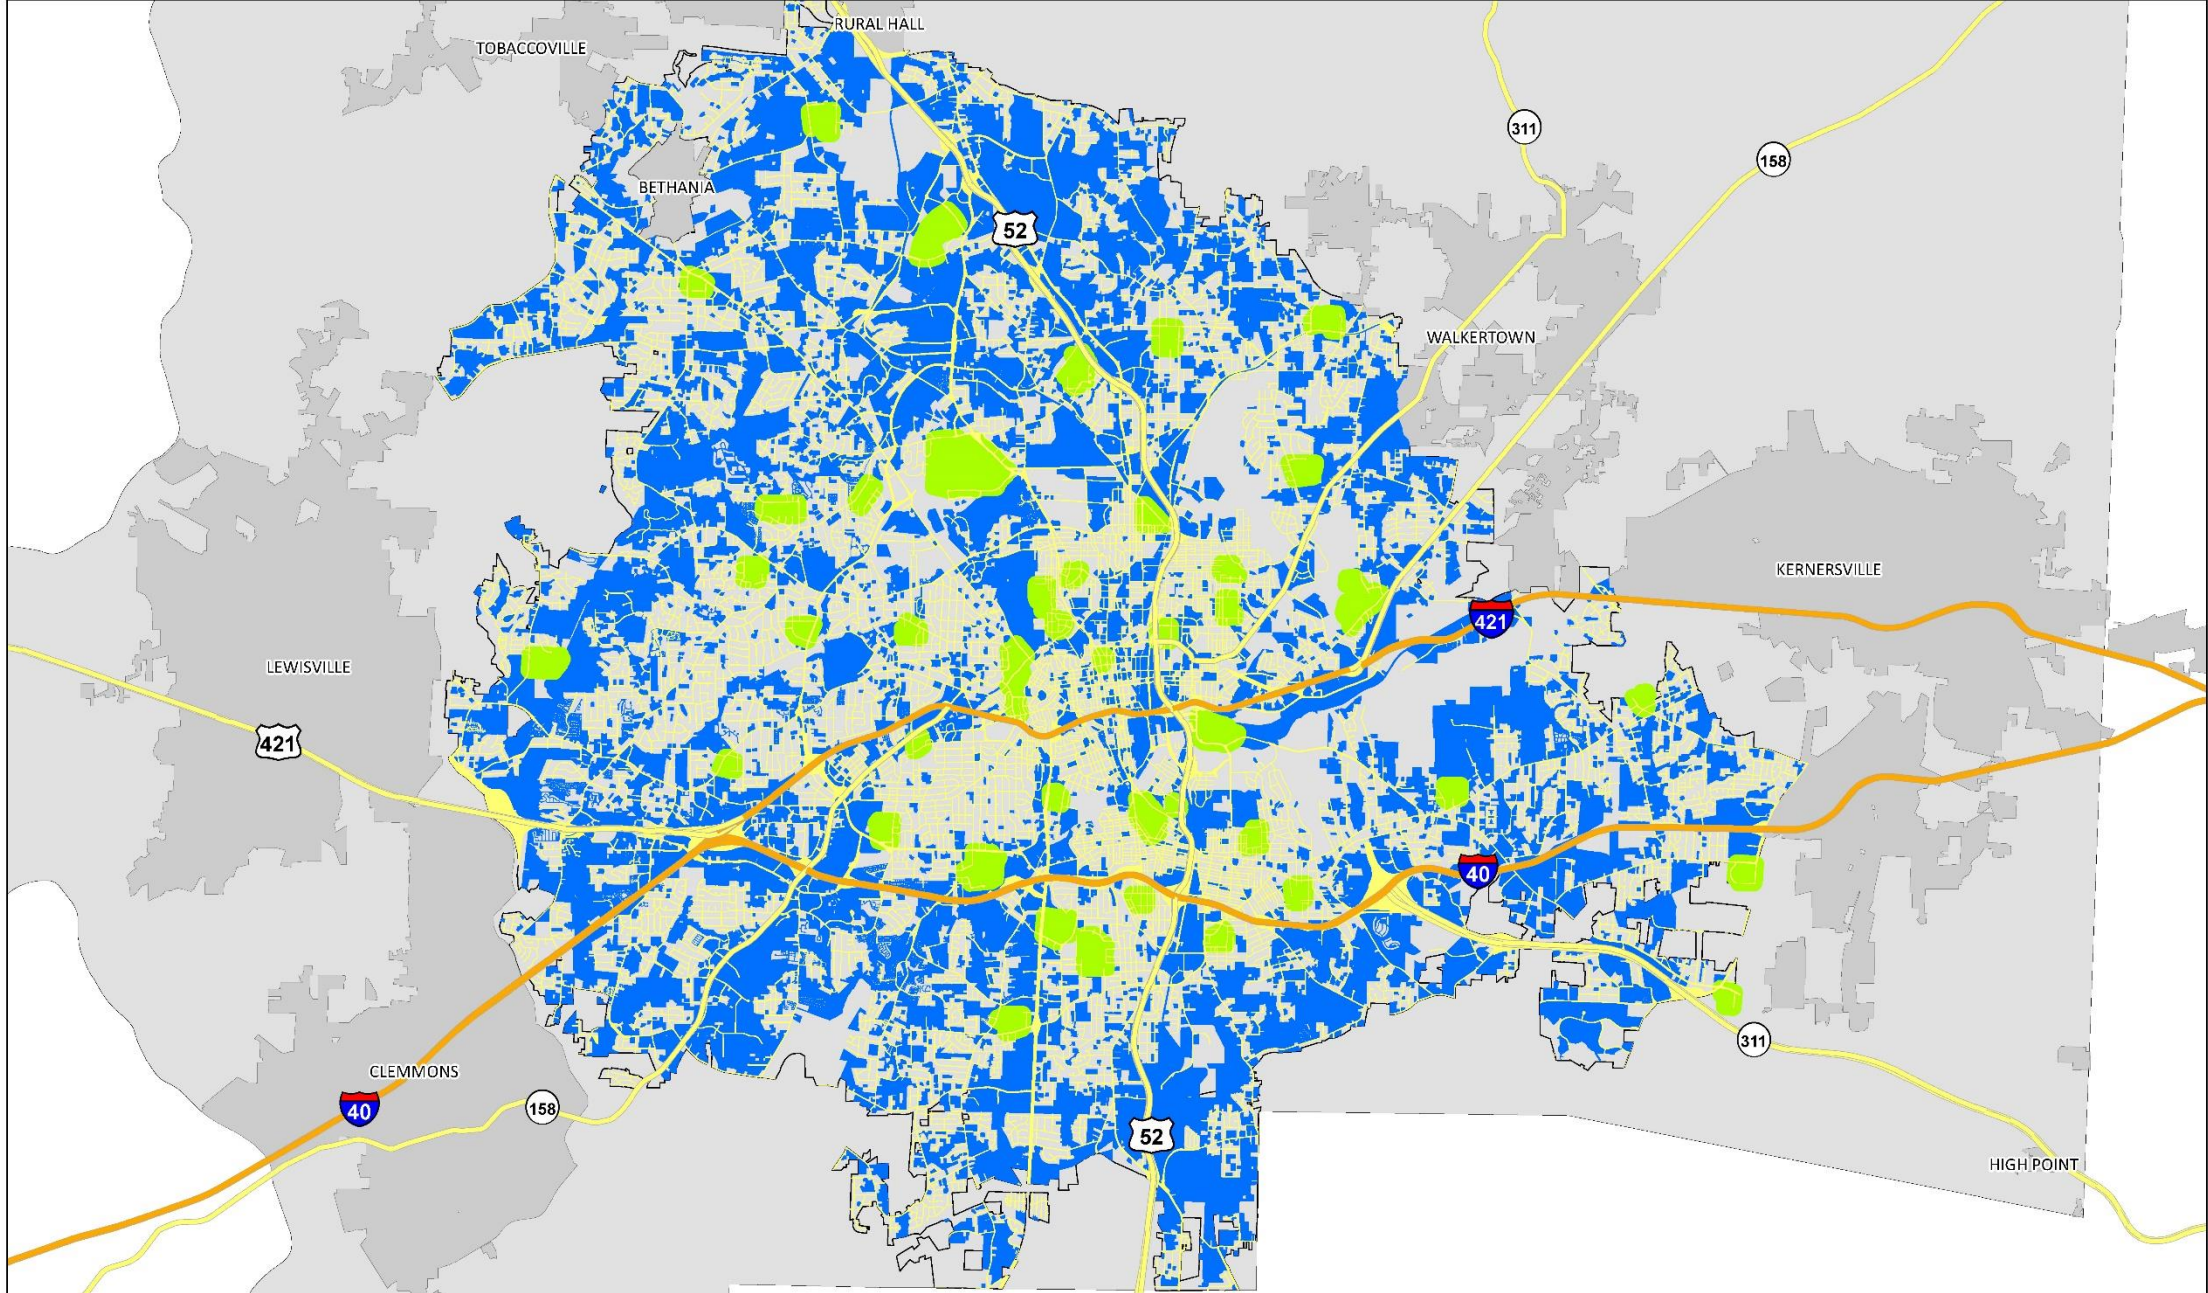 RURAL HALL
TOBACCOVILLE
311
158
BETHANIA
52
WALKERTOWN
KERNERSVILLE
421
LEWISVILLE
421
40
311
CLEMMONS
40
158
52
HIGH POINT